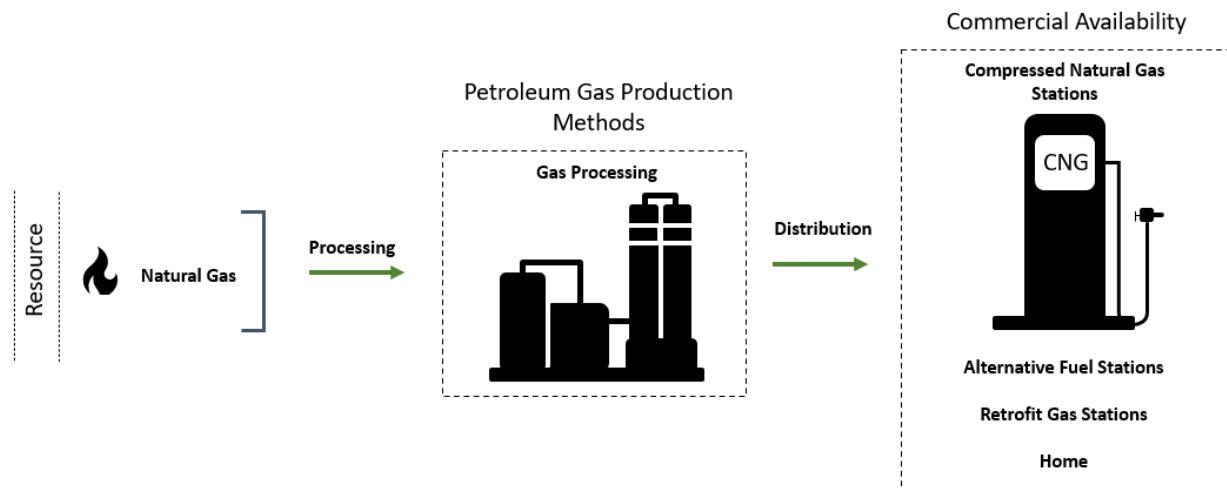 Commercial Availability
Compressed Natural Gas
Stations
CNG
Petroleum Gas Production
Methods
Gas Processing
Resource
Natural Gas
Processing
Distribution
Alternative Fuel Stations
Retrofit Gas Stations
Home